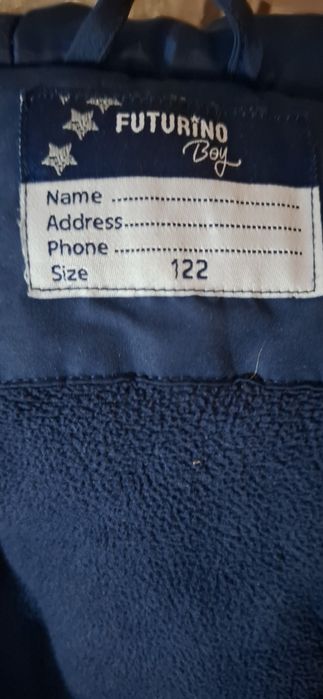 FUTURINO
Boy
Name ........................................
Address....................................
Phone .......................................
Size 122